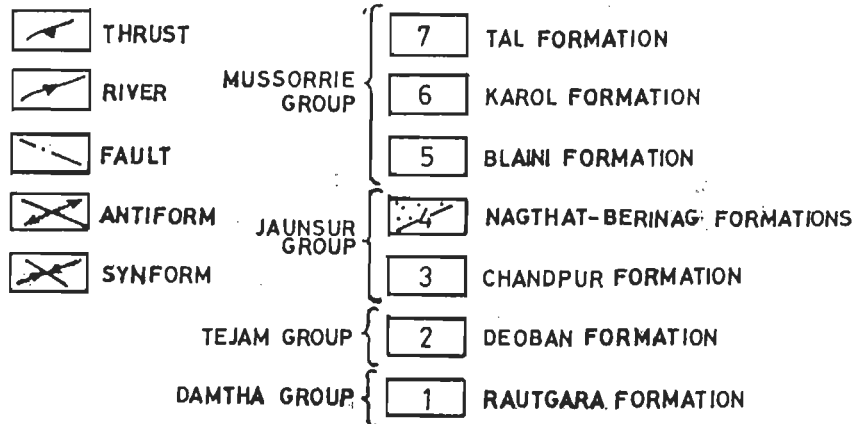 THRUST
RIVER
FAULT
ANTIFORM
SYNFORM
MUSSORRIE
GROUP
7 TAL FORMATION
6 KAROL FORMATION
5 BLAINI FORMATION
JAUNSUR
GROUP
4 NAGTHAT-BERINAG FORMATIONS
3 CHANDPUR FORMATION
TEJAM GROUP
2 DEOBAN FORMATION
DAMTHA GROUP
1 RAUTGARA FORMATION